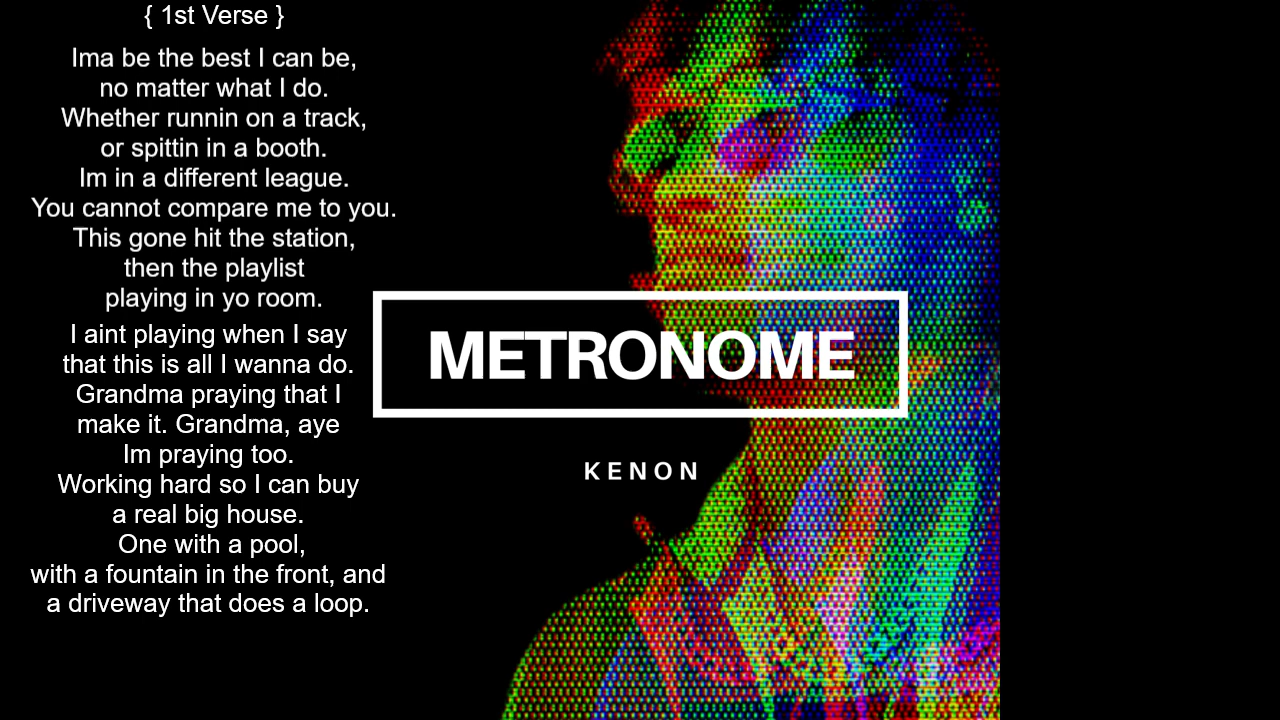 { 1st Verse }
Ima be the best I can be,
no matter what I do.
Whether runnin on a track,
or spittin in a booth.
Im in a different league.
You cannot compare me to you.
This gone hit the station,
then the playlist
playing in yo room.
I aint playing when I say
that this is all I wanna do.
Grandma praying that I
make it. Grandma, aye
Im praying too.
Working hard so I can buy
a real big house.
One with a pool,
with a fountain in the front, and
a driveway that does a loop.
METRONOME
KENON